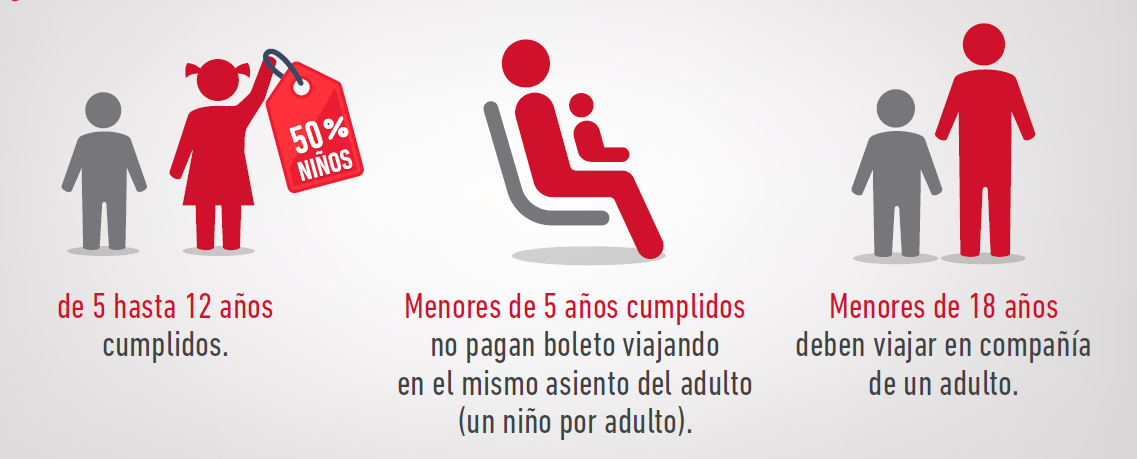 50%
NIÑOS
de 5 hasta 12 años
cumplidos.
Menores de 5 años cumplidos
no pagan boleto viajando
en el mismo asiento del adulto
(un niño por adulto).
Menores de 18 años
deben viajar en compañía
de un adulto.